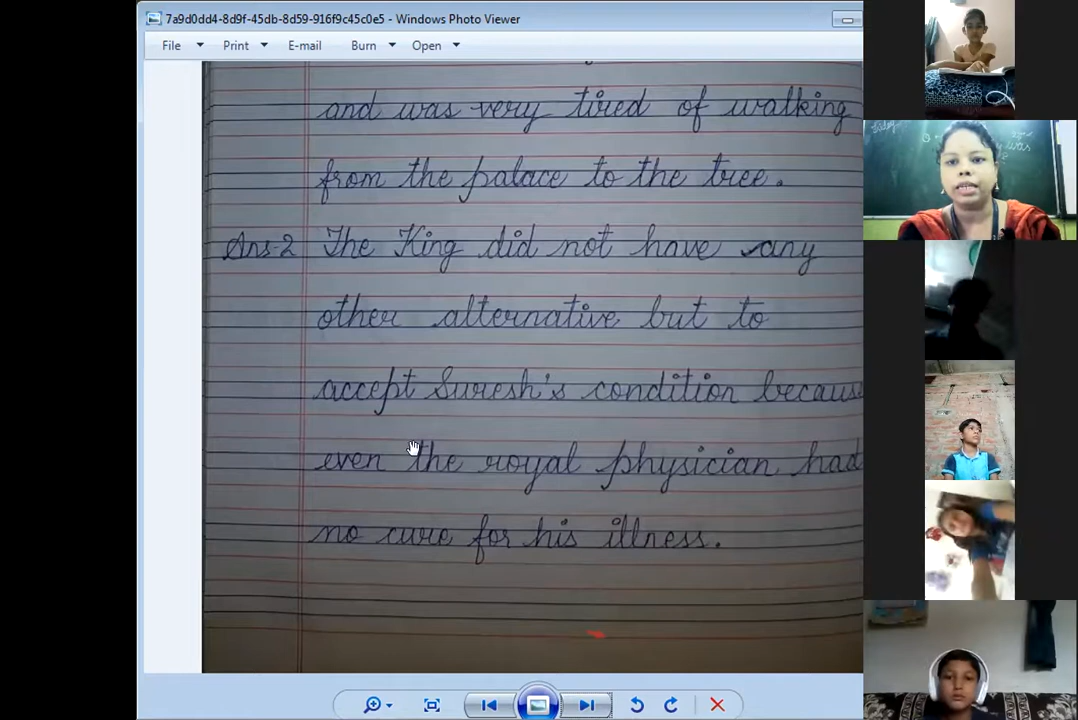 7a9d0dd4-8d9f-45db-8d59-916f9c45c0e5 - Windows Photo Viewer
File Print E-mail Burn Open
and was very tired of walking
from the palace to the tree.
Ans-2 The King did not have any
other alternative but to
accept Suresh's condition becaus
even the royal physician had
no cure for his illness.